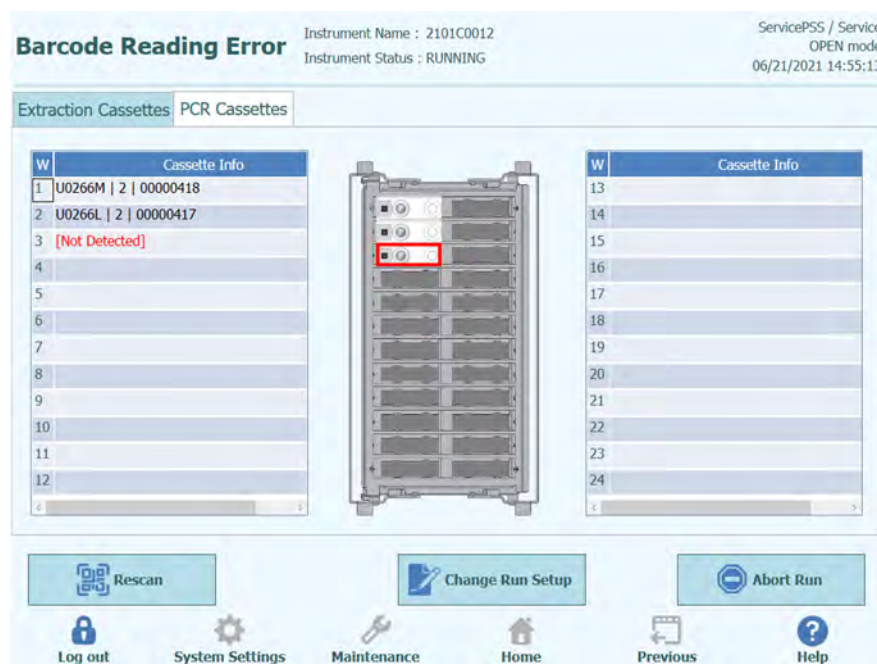 Barcode Reading Error
Instrument Name : 2101C0012
Instrument Status : RUNNING
ServicePSS / Service
OPEN mode
06/21/2021 14:55:13
Extraction Cassettes PCR Cassettes
W Cassette Info
1 U0266M | 2 | 00000418
2 U0266L | 2 | 00000417
3 [Not Detected]
4
5
6
7
8
9
10
11
12
W Cassette Info
13
14
15
16
17
18
19
20
21
22
23
24
Rescan
Change Run Setup
Abort Run
Log out System Settings Maintenance Home Previous Help